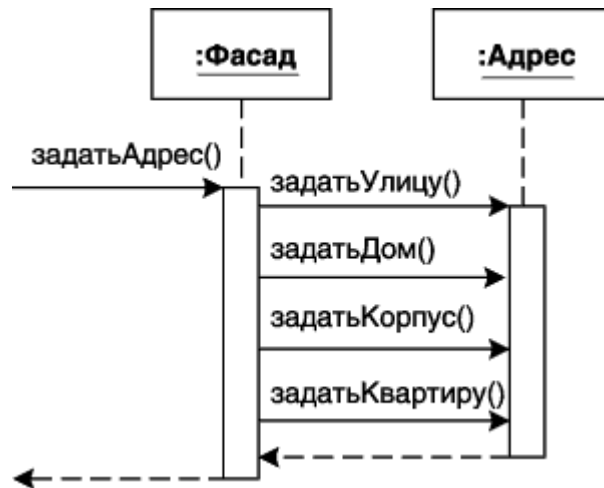 :Фасад
:Адрес
задатьАдрес()
задатьУлицу()
задатьДом()
задатьКорпус()
задатьКвартиру()